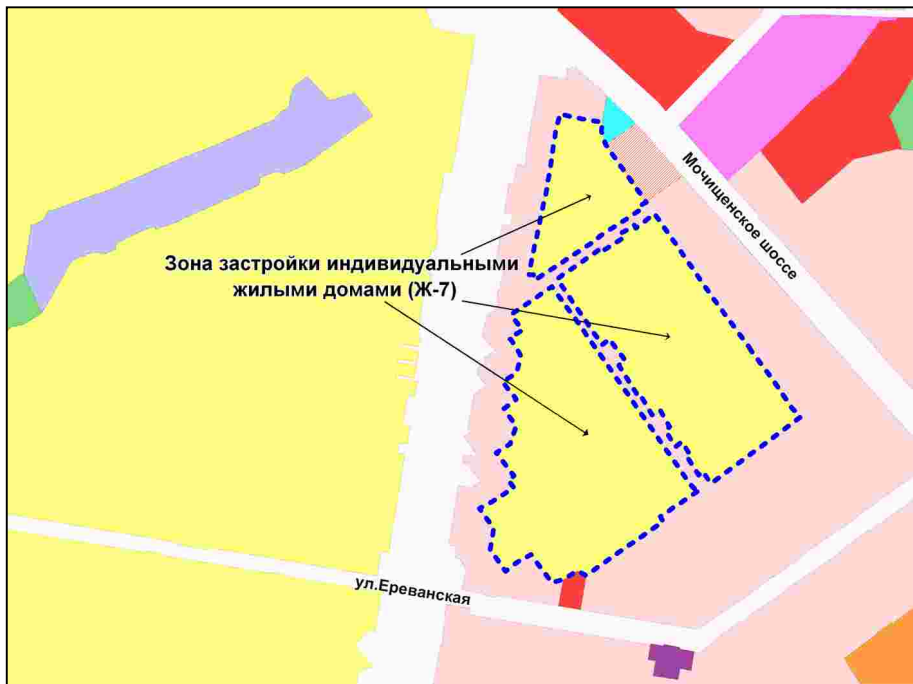 Мочищенское шоссе
Зона застройки индивидуальными
жилыми домами (Ж-7)
ул.Ереванская